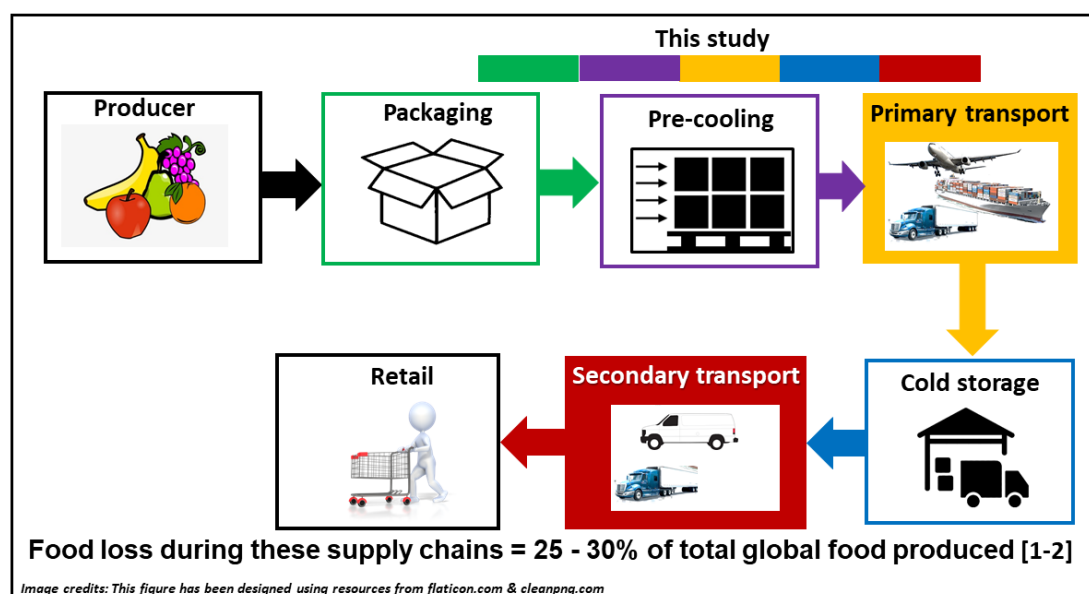 This study
Producer
Packaging
Pre-cooling
Primary transport
Retail
Secondary transport
Cold storage
Food loss during these supply chains = 25 - 30% of total global food produced [1-2]
Image credits: This figure has been designed using resources from flaticon.com & cleanpng.com